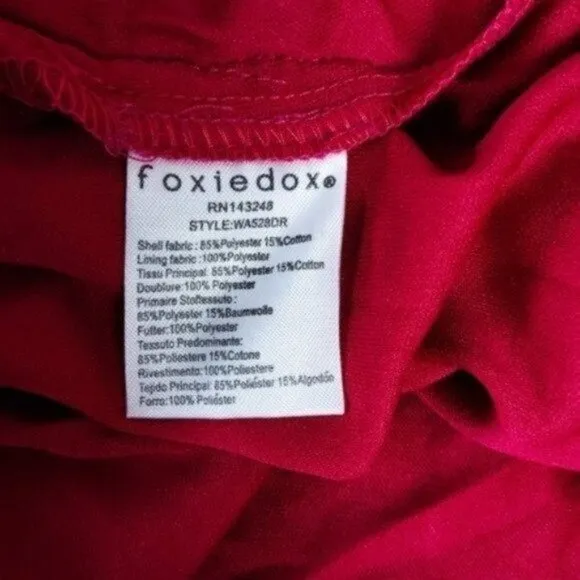 foxiedox®
RN143248
STYLE:WA528DR
Shell fabric: 85%Polyester 15%Cotton
Lining fabric:100%Polyester
Tissu Principal: 85%Polyester 15%Cotton
Doublure:100% Polyester
Primaire Stoffessuto:
85%Polyester 15%Baumwolle
Futter:100%Polyester
Tessuto Predominante:
85%Poliestere 15%Cotone
Rivestimento:100%Poliestere
Tejido Principal: 85%Poliéster 15%Algodón
Forro:100% Poliéster